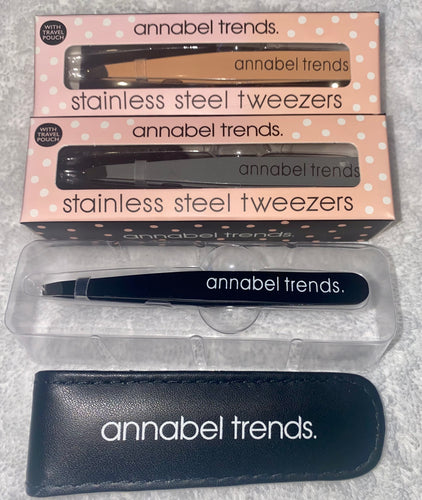 WITH
TRAVEL
POUCH
annabel trends.
annabel trends
stainless steel tweezers
WITH
TRAVEL
POUCH
annabel trends.
annabel trends
stainless steel tweezers
annabel trends.
annabel trends.
annabel trends.